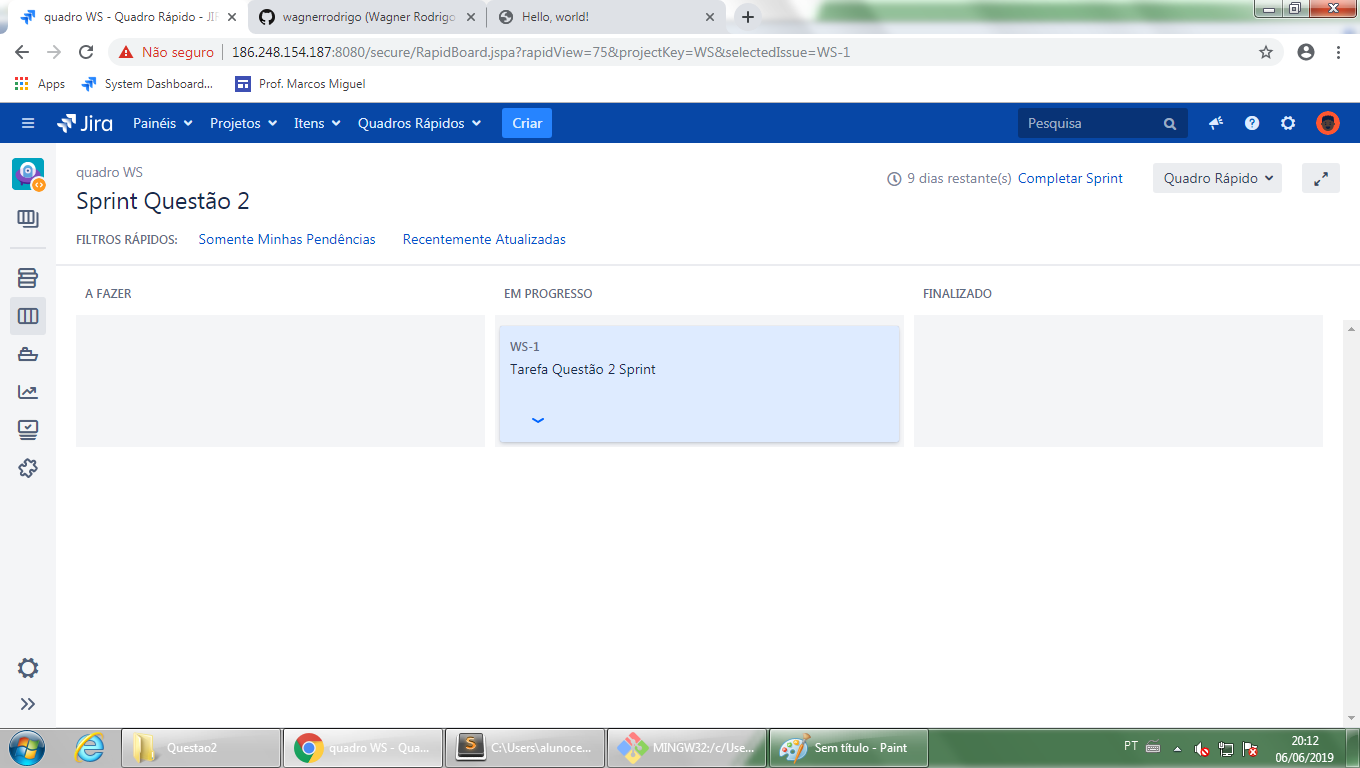 quadro WS - Quadro Rápido - JIR
wagnerrodrigo (Wagner Rodrigo
Hello, world!
Não seguro
186.248.154.187:8080/secure/RapidBoard.jspa?rapidView=75&projectKey=WS&selectedIssue=WS-1
Apps
System Dashboard...
Prof. Marcos Miguel
Jira
Painéis
Projetos
Itens
Quadros Rápidos
Criar
Pesquisa
quadro WS
9 dias restante(s) Completar Sprint
Quadro Rápido
Sprint Questão 2
FILTROS RÁPIDOS:
Somente Minhas Pendências
Recentemente Atualizadas
A FAZER
EM PROGRESSO
FINALIZADO
WS-1
Tarefa Questão 2 Sprint
Questao2
quadro WS - Qua...
C:\Users\alunoce...
MINGW32:/c/Use...
Sem título - Paint
PT
20:12
06/06/2019